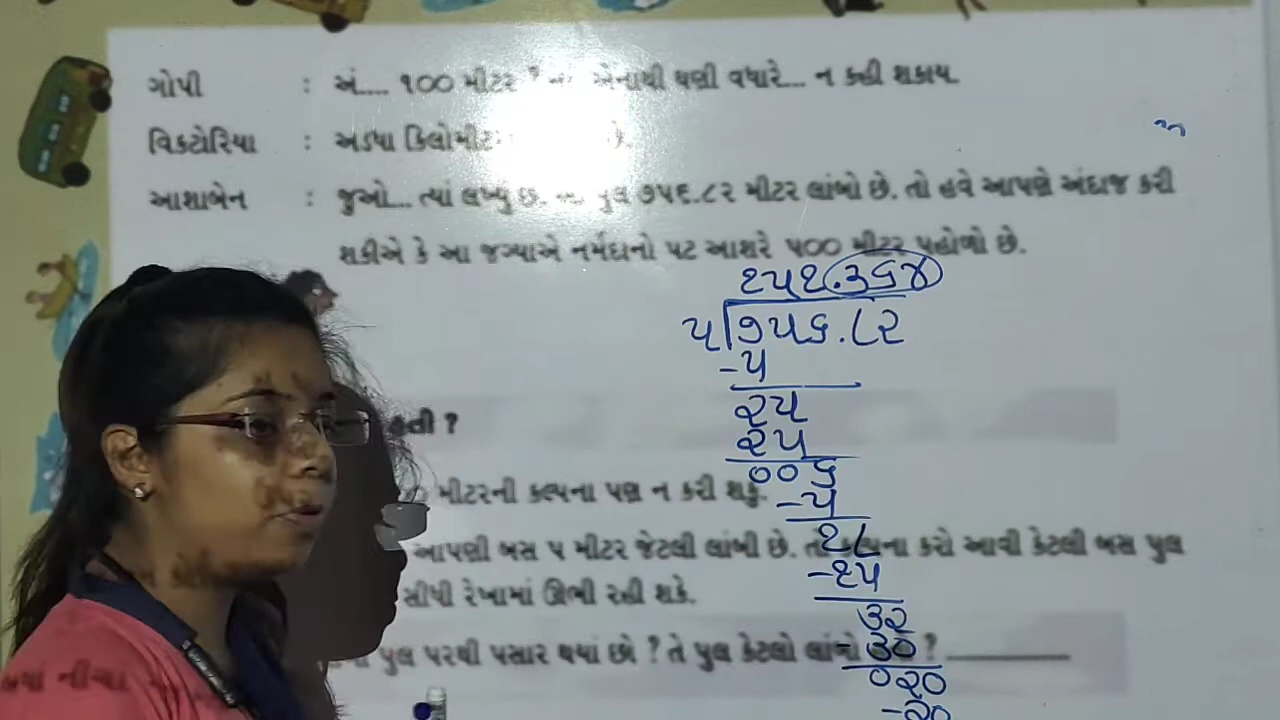 ગોપી : અં.... ૧૦૦ મીટર ? એનાથી ઘણી વધારે... ન કહી શકાય.
વિક્ટોરિયા : અડધા કિલોમીટર છે.
આશાબેન : જુઓ... ત્યાં લખ્યું છે. પુલ ૭૫૬.૮૨ મીટર લાંબો છે. તો હવે આપણે અંદાજ કરી
શકીએ કે આ જગ્યાએ નર્મદાનો પટ આશરે ૫૦૦ મીટર પહોળો છે.
૧૫૧.૩૬૪
૫ ૭૫૬.૮૨
-૫
૨૫
હતી ?
૨૫
૦૦૬
મીટરની કલ્પના પણ ન કરી શકું.
-૫
૧૮
આપણી બસ ૫ મીટર જેટલી લાંબી છે. કરો આવી કેટલી બસ પુલ
-૧૫
સીધી રેખામાં ઊભી રહી શકે.
૩૨
-૩૦
પુલ પરથી પસાર થયાં છો ? તે પુલ કેટલો લાંબો ?
૦૨૦
-૨૦
નીચા